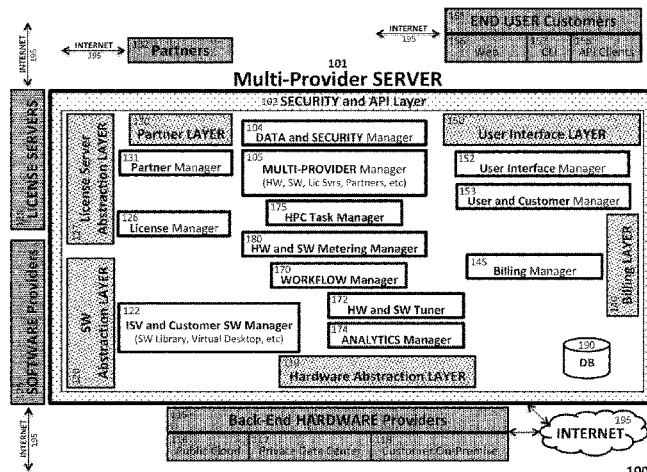 INTERNET
195
INTERNET
195
132
Partners
INTERNET
195
END USER Customers
Web
CLI
API Clients
101
Multi-Provider SERVER
102 SECURITY and API Layer
LICENSE SERVERS
License Server
Abstraction LAYER
130
Partner LAYER
104
DATA and SECURITY Manager
150
User Interface LAYER
131
Partner Manager
105
MULTI-PROVIDER Manager
(HW, SW, Lic Svrs, Partners, etc)
152
User Interface Manager
153
User and Customer Manager
126
License Manager
175
HPC Task Manager
180
HW and SW Metering Manager
170
WORKFLOW Manager
145
Billing Manager
Billing LAYER
SOFTWARE Providers
SW
Abstraction LAYER
122
ISV and Customer SW Manager
(SW Library, Virtual Desktop, etc)
172
HW and SW Tuner
174
ANALYTICS Manager
190
DB
Hardware Abstraction LAYER
INTERNET
195
Back-End HARDWARE Providers
Public Cloud
Private Data Center
Customer On-Premise
195
INTERNET
100